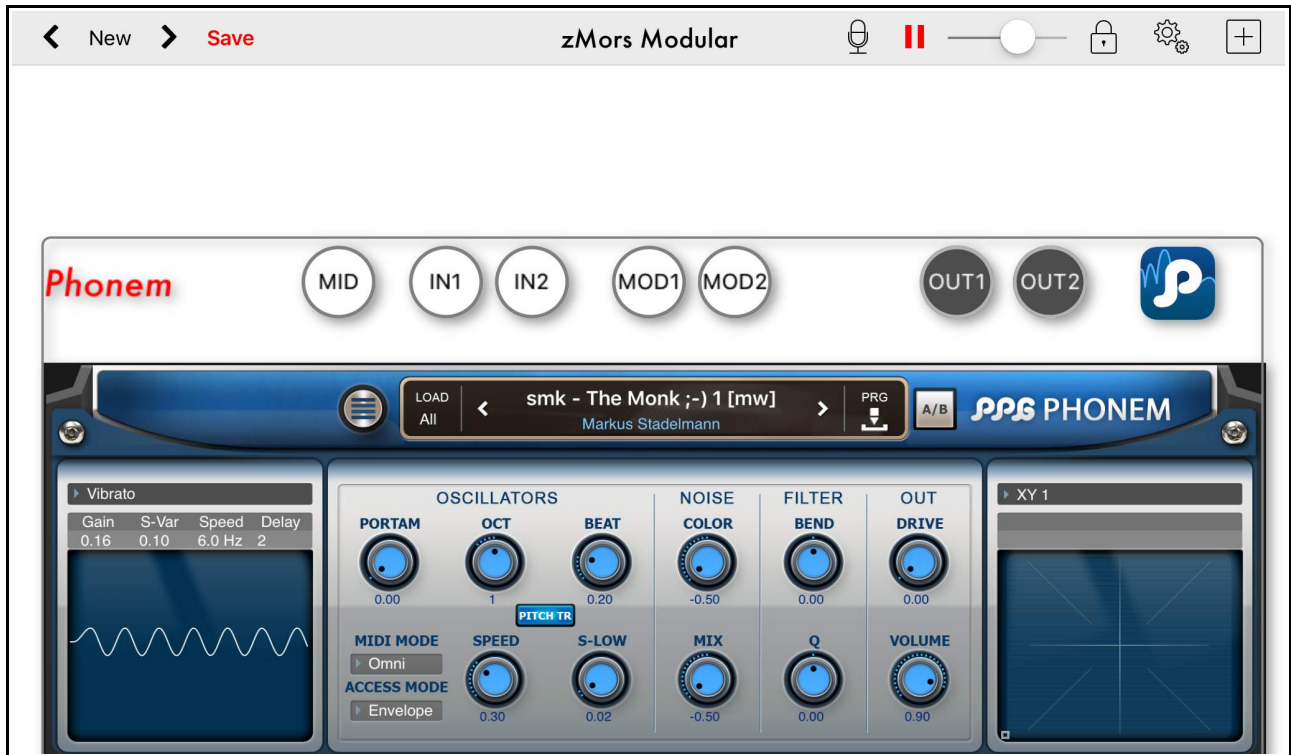 New Save zMors Modular
Phonem MID IN1 IN2 MOD1 MOD2 OUT1 OUT2
LOAD
All
smk - The Monk ;-) 1 [mw]
Markus Stadelmann
PRG
A/B
PPG PHONEM
Vibrato
Gain S-Var Speed Delay
0.16 0.10 6.0 Hz 2
OSCILLATORS NOISE FILTER OUT
PORTAM OCT BEAT COLOR BEND DRIVE
0.00 1 0.20 -0.50 0.00 0.00
PITCH TR
MIDI MODE SPEED S-LOW MIX Q VOLUME
Omni
ACCESS MODE
Envelope
0.30 0.02 -0.50 0.00 0.90
XY 1